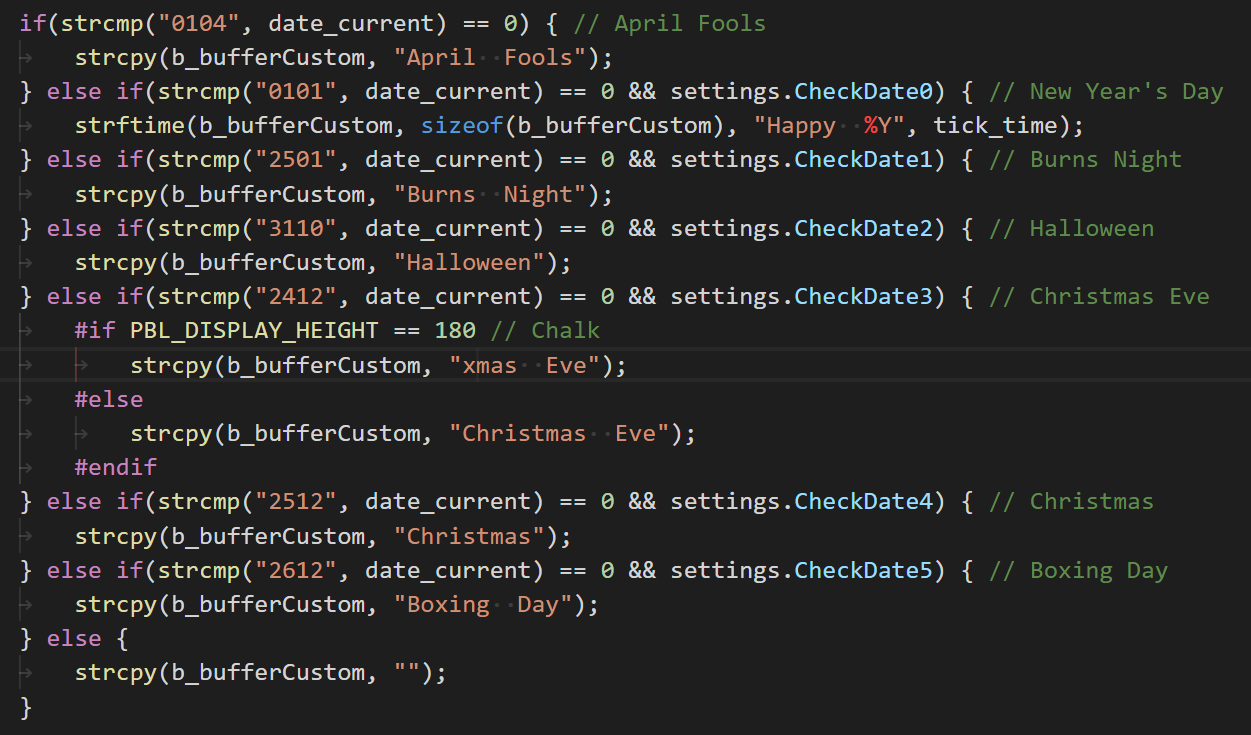 if(strcmp("0104", date_current) == 0) { // April Fools
    strcpy(b_bufferCustom, "April  Fools");
} else if(strcmp("0101", date_current) == 0 && settings.CheckDate0) { // New Year's Day
    strftime(b_bufferCustom, sizeof(b_bufferCustom), "Happy  %Y", tick_time);
} else if(strcmp("2501", date_current) == 0 && settings.CheckDate1) { // Burns Night
    strcpy(b_bufferCustom, "Burns  Night");
} else if(strcmp("3110", date_current) == 0 && settings.CheckDate2) { // Halloween
    strcpy(b_bufferCustom, "Halloween");
} else if(strcmp("2412", date_current) == 0 && settings.CheckDate3) { // Christmas Eve
    #if PBL_DISPLAY_HEIGHT == 180 // Chalk
        strcpy(b_bufferCustom, "xmas  Eve");
    #else
        strcpy(b_bufferCustom, "Christmas  Eve");
    #endif
} else if(strcmp("2512", date_current) == 0 && settings.CheckDate4) { // Christmas
    strcpy(b_bufferCustom, "Christmas");
} else if(strcmp("2612", date_current) == 0 && settings.CheckDate5) { // Boxing Day
    strcpy(b_bufferCustom, "Boxing  Day");
} else {
    strcpy(b_bufferCustom, "");
}